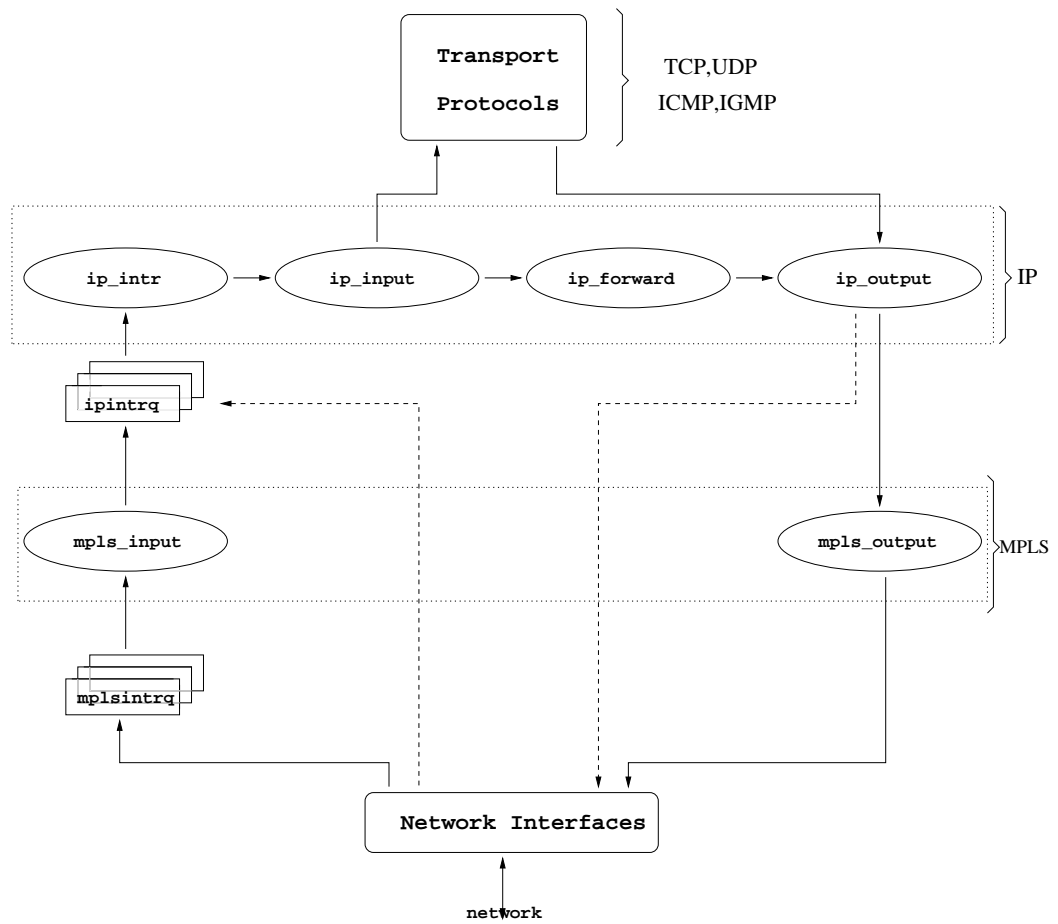 Transport
Protocols
TCP,UDP
ICMP,IGMP
ip_intr
ip_input
ip_forward
ip_output
IP
ipintrq
mpls_input
mpls_output
MPLS
mplsintrq
Network Interfaces
network